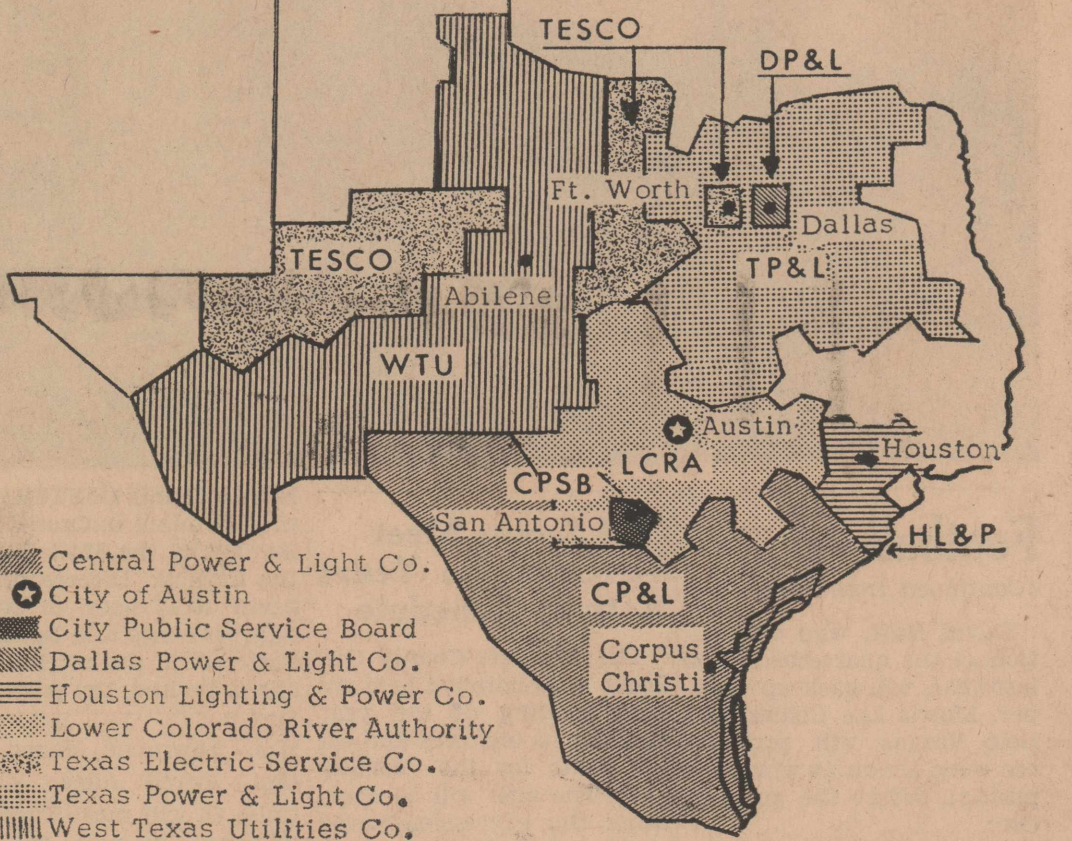 TESCO
DP&L
Ft. Worth
Dallas
TESCO
TP&L
Abilene
WTU
Austin
Houston
LCRA
CPSB
San Antonio
HL&P
CP&L
Corpus
Christi
Central Power & Light Co.
City of Austin
City Public Service Board
Dallas Power & Light Co.
Houston Lighting & Power Co.
Lower Colorado River Authority
Texas Electric Service Co.
Texas Power & Light Co.
West Texas Utilities Co.